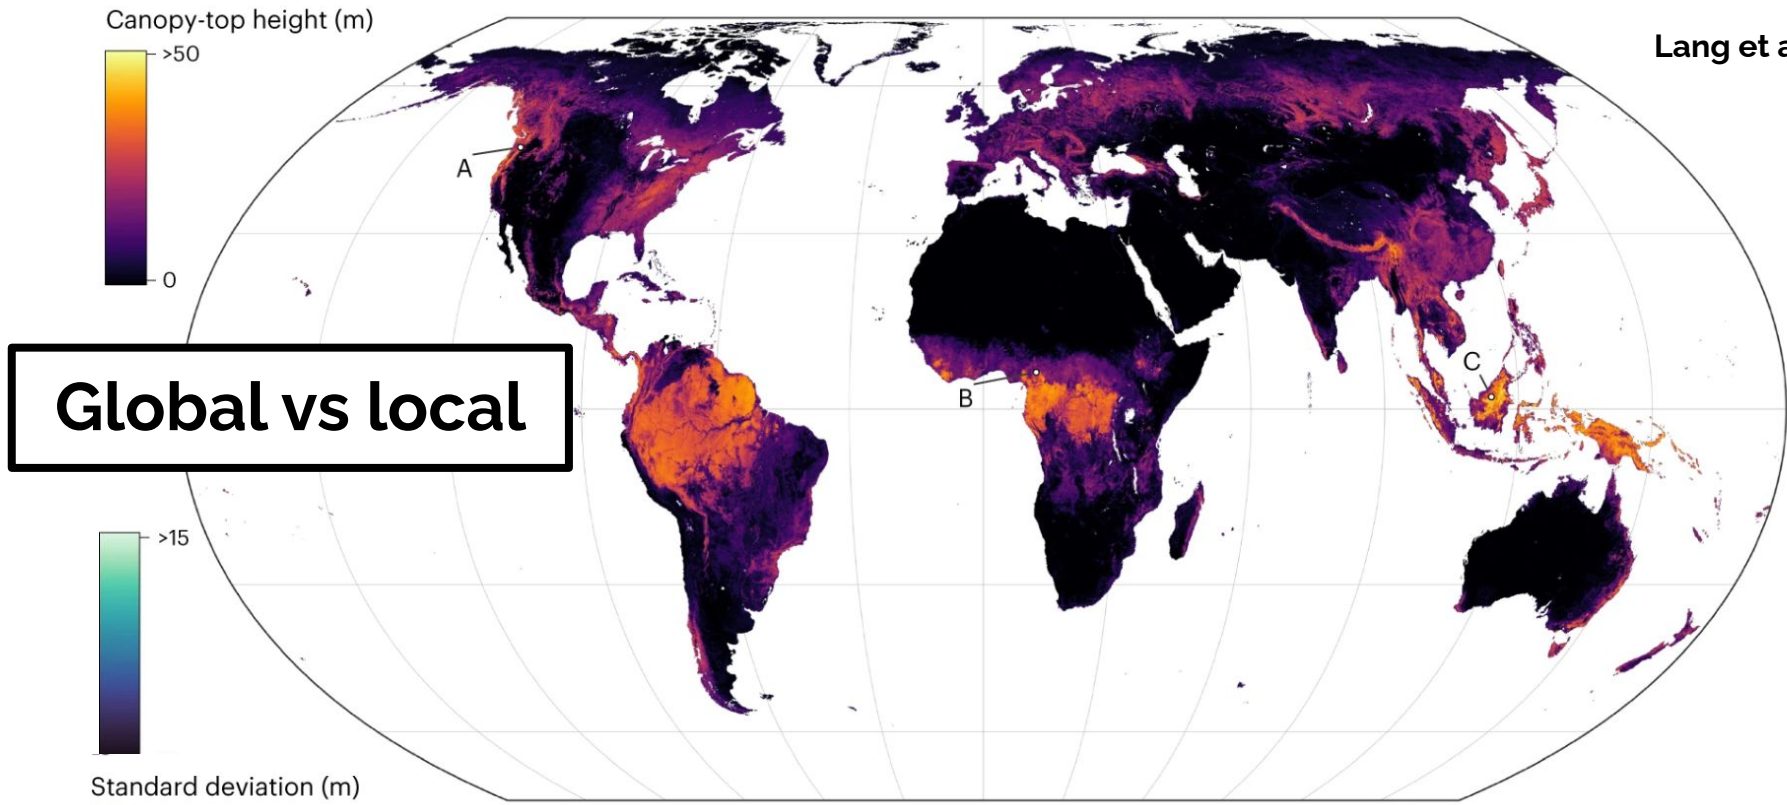 Canopy-top height (m)
>50
0
Lang et a
A
B
C
Global vs local
>15
Standard deviation (m)